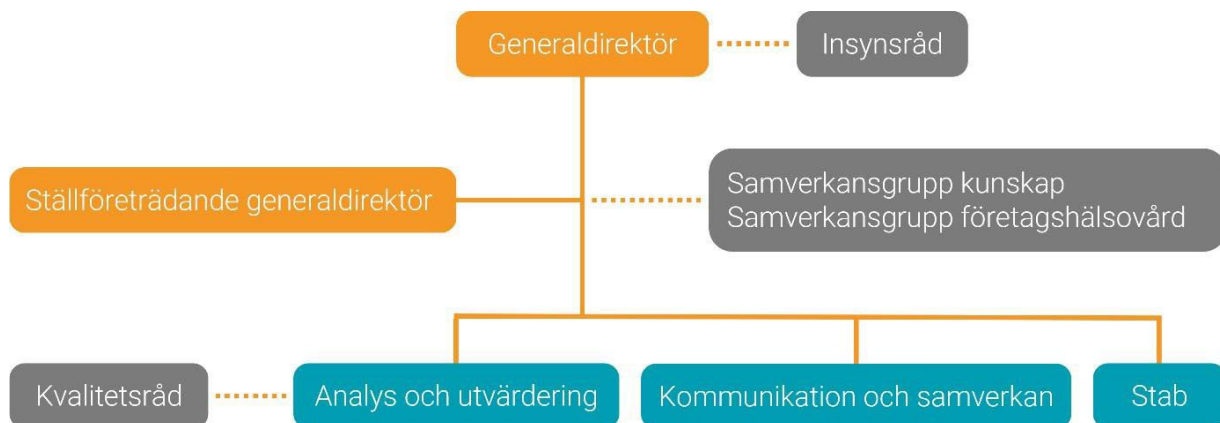 Generaldirektör
Insynsråd
Ställföreträdande generaldirektör
Samverkansgrupp kunskap
Samverkansgrupp företagshälsovård
Kvalitetsråd
Analys och utvärdering
Kommunikation och samverkan
Stab